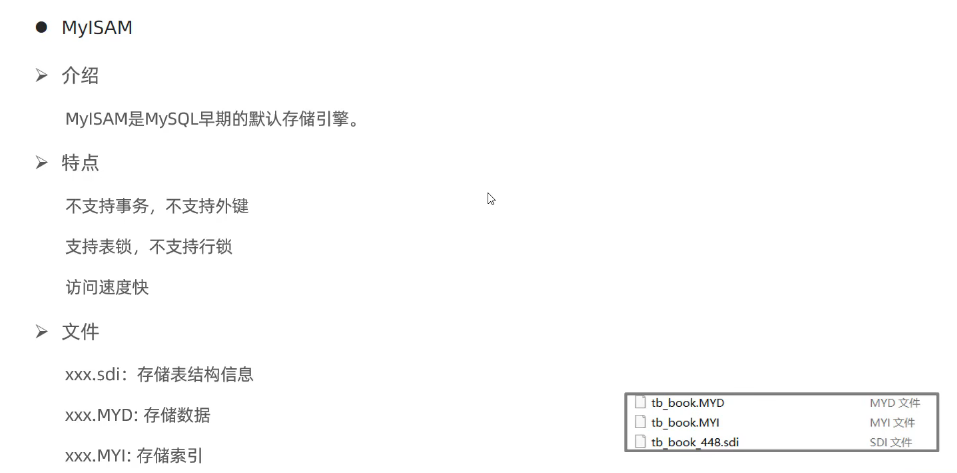 MyISAM
介绍
MyISAM是MySQL早期的默认存储引擎。
特点
不支持事务，不支持外键
支持表锁，不支持行锁
访问速度快
文件
xxx.sdi：存储表结构信息
xxx.MYD: 存储数据
xxx.MYI: 存储索引
tb_book.MYD MYD 文件
tb_book.MYI MYI 文件
tb_book_448.sdi SDI 文件